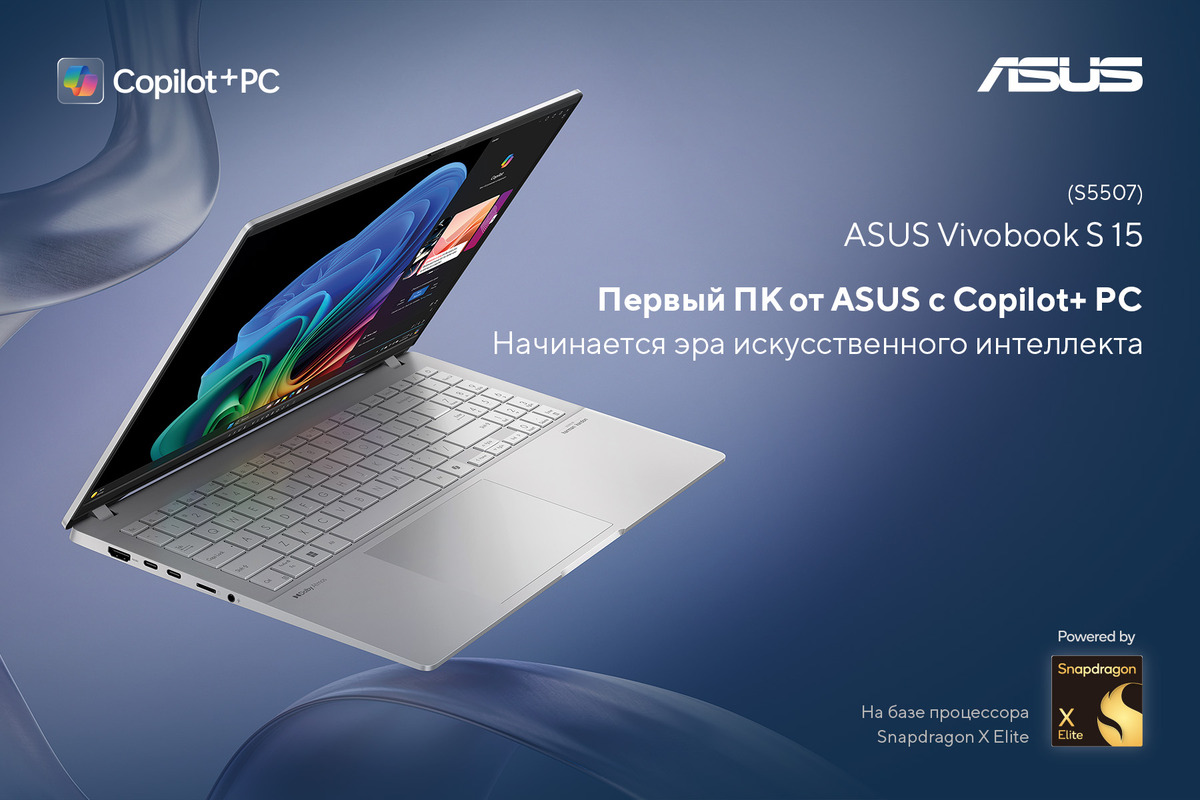 Copilot+PC
ASUS
(S5507)
ASUS Vivobook S 15
Первый ПК от ASUS с Copilot+ PC
Начинается эра искусственного интеллекта
Powered by
Snapdragon
X
Elite
На базе процессора
Snapdragon X Elite